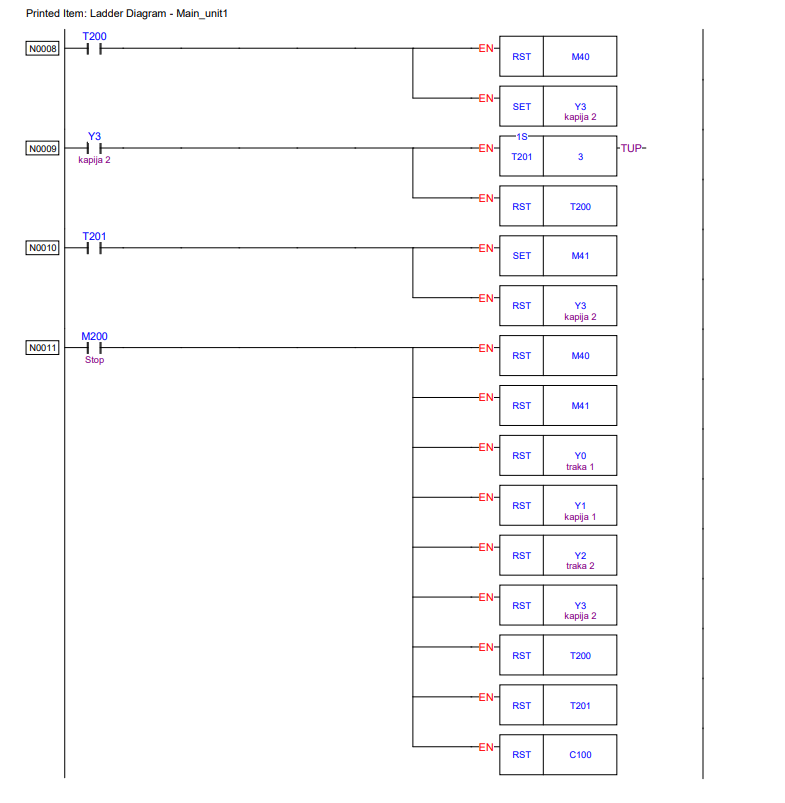 Printed Item: Ladder Diagram - Main_unit1
N0008
T200
EN
RST
M40
EN
SET
Y3
kapija 2
N0009
Y3
kapija 2
EN
1S
T201
3
TUP
EN
RST
T200
N0010
T201
EN
SET
M41
EN
RST
Y3
kapija 2
N0011
M200
Stop
EN
RST
M40
EN
RST
M41
EN
RST
Y0
traka 1
EN
RST
Y1
kapija 1
EN
RST
Y2
traka 2
EN
RST
Y3
kapija 2
EN
RST
T200
EN
RST
T201
EN
RST
C100